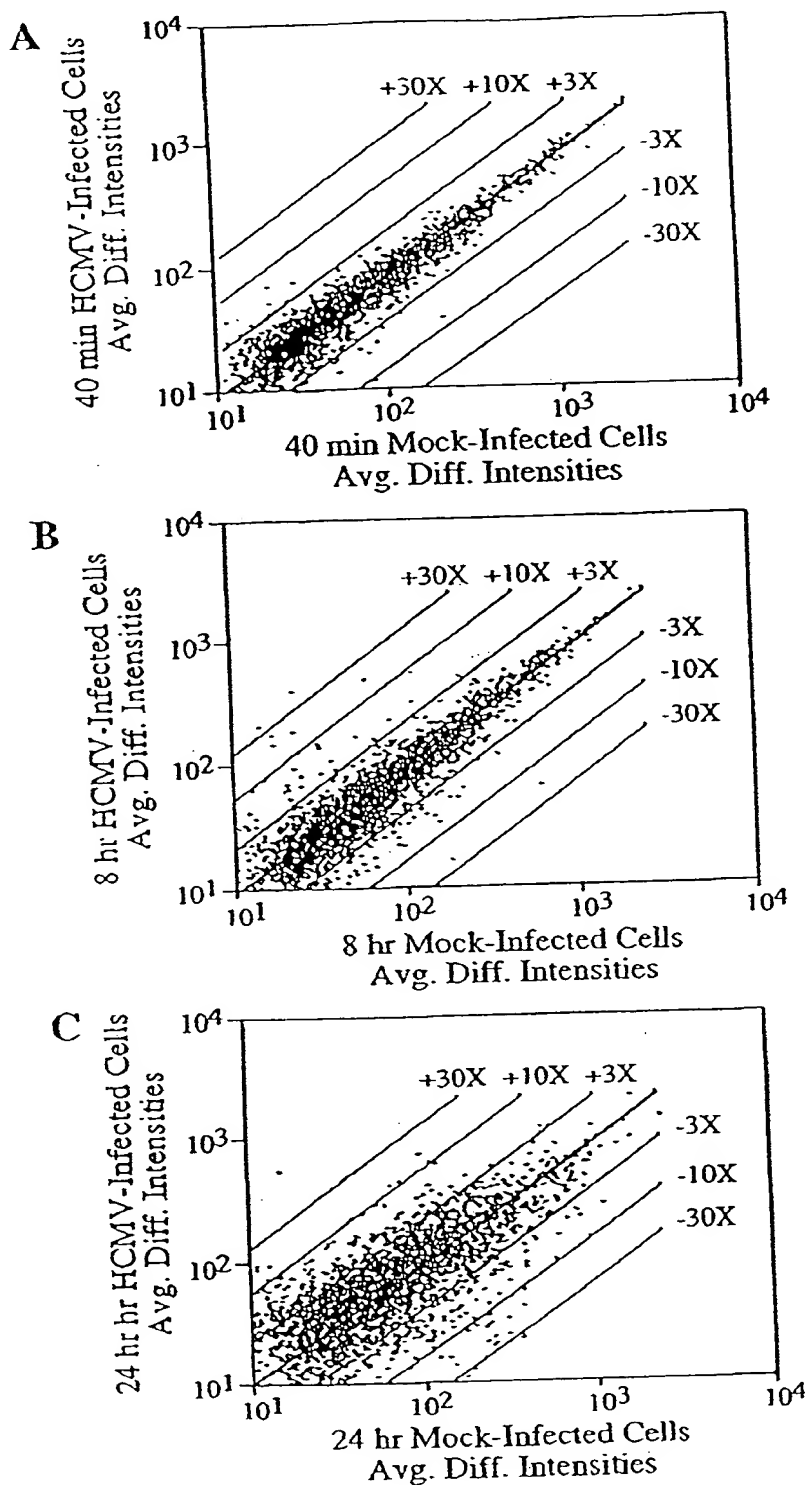 A
10⁴
10³
10²
10¹
40 min HCMV-Infected Cells
Avg. Diff. Intensities
+50X +10X +3X
-3X
-10X
-30X
10¹ 10² 10³ 10⁴
40 min Mock-Infected Cells
Avg. Diff. Intensities
B
10⁴
10³
10²
10¹
8 hr HCMV-Infected Cells
Avg. Diff. Intensities
+30X +10X +3X
-3X
-10X
-30X
10¹ 10² 10³ 10⁴
8 hr Mock-Infected Cells
Avg. Diff. Intensities
C
10⁴
10³
10²
10¹
24 hr hr HCMV-Infected Cells
Avg. Diff. Intensities
+30X +10X +3X
-3X
-10X
-30X
10¹ 10² 10³ 10⁴
24 hr Mock-Infected Cells
Avg. Diff. Intensities